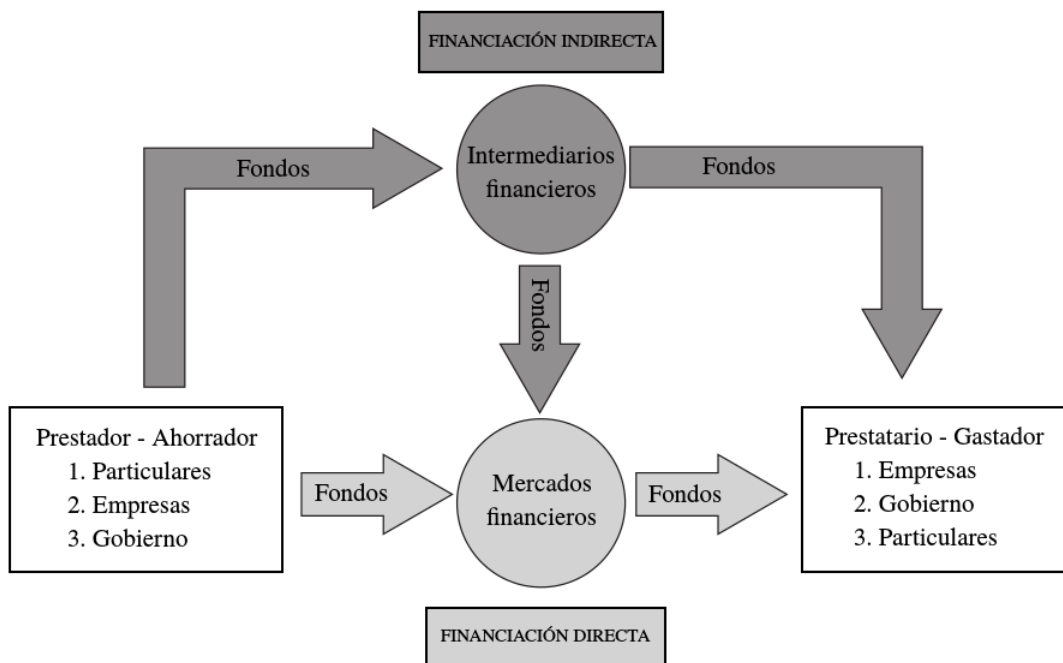 FINANCIACIÓN INDIRECTA
Fondos
Intermediarios
financieros
Fondos
Fondos
Prestador - Ahorrador
1. Particulares
2. Empresas
3. Gobierno
Fondos
Mercados
financieros
Fondos
Prestatario - Gastador
1. Empresas
2. Gobierno
3. Particulares
FINANCIACIÓN DIRECTA